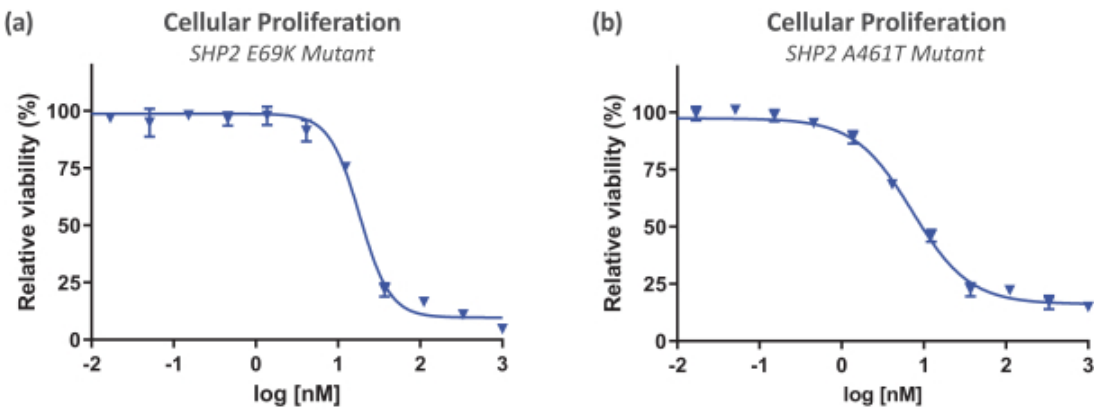 (a)
Cellular Proliferation
SHP2 E69K Mutant
Relative viability (%)
100
75
50
25
0
-2 -1 0 1 2 3
log [nM]
(b)
Cellular Proliferation
SHP2 A461T Mutant
Relative viability (%)
100
75
50
25
0
-2 -1 0 1 2 3
log [nM]